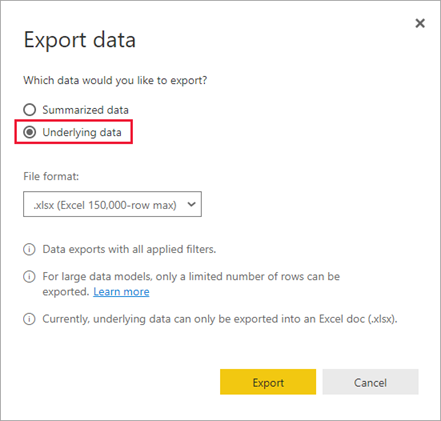 Export data
Which data would you like to export?
Summarized data
Underlying data
File format:
.xlsx (Excel 150,000-row max)
Data exports with all applied filters.
For large data models, only a limited number of rows can be
exported. Learn more
Currently, underlying data can only be exported into an Excel doc (.xlsx).
Export
Cancel